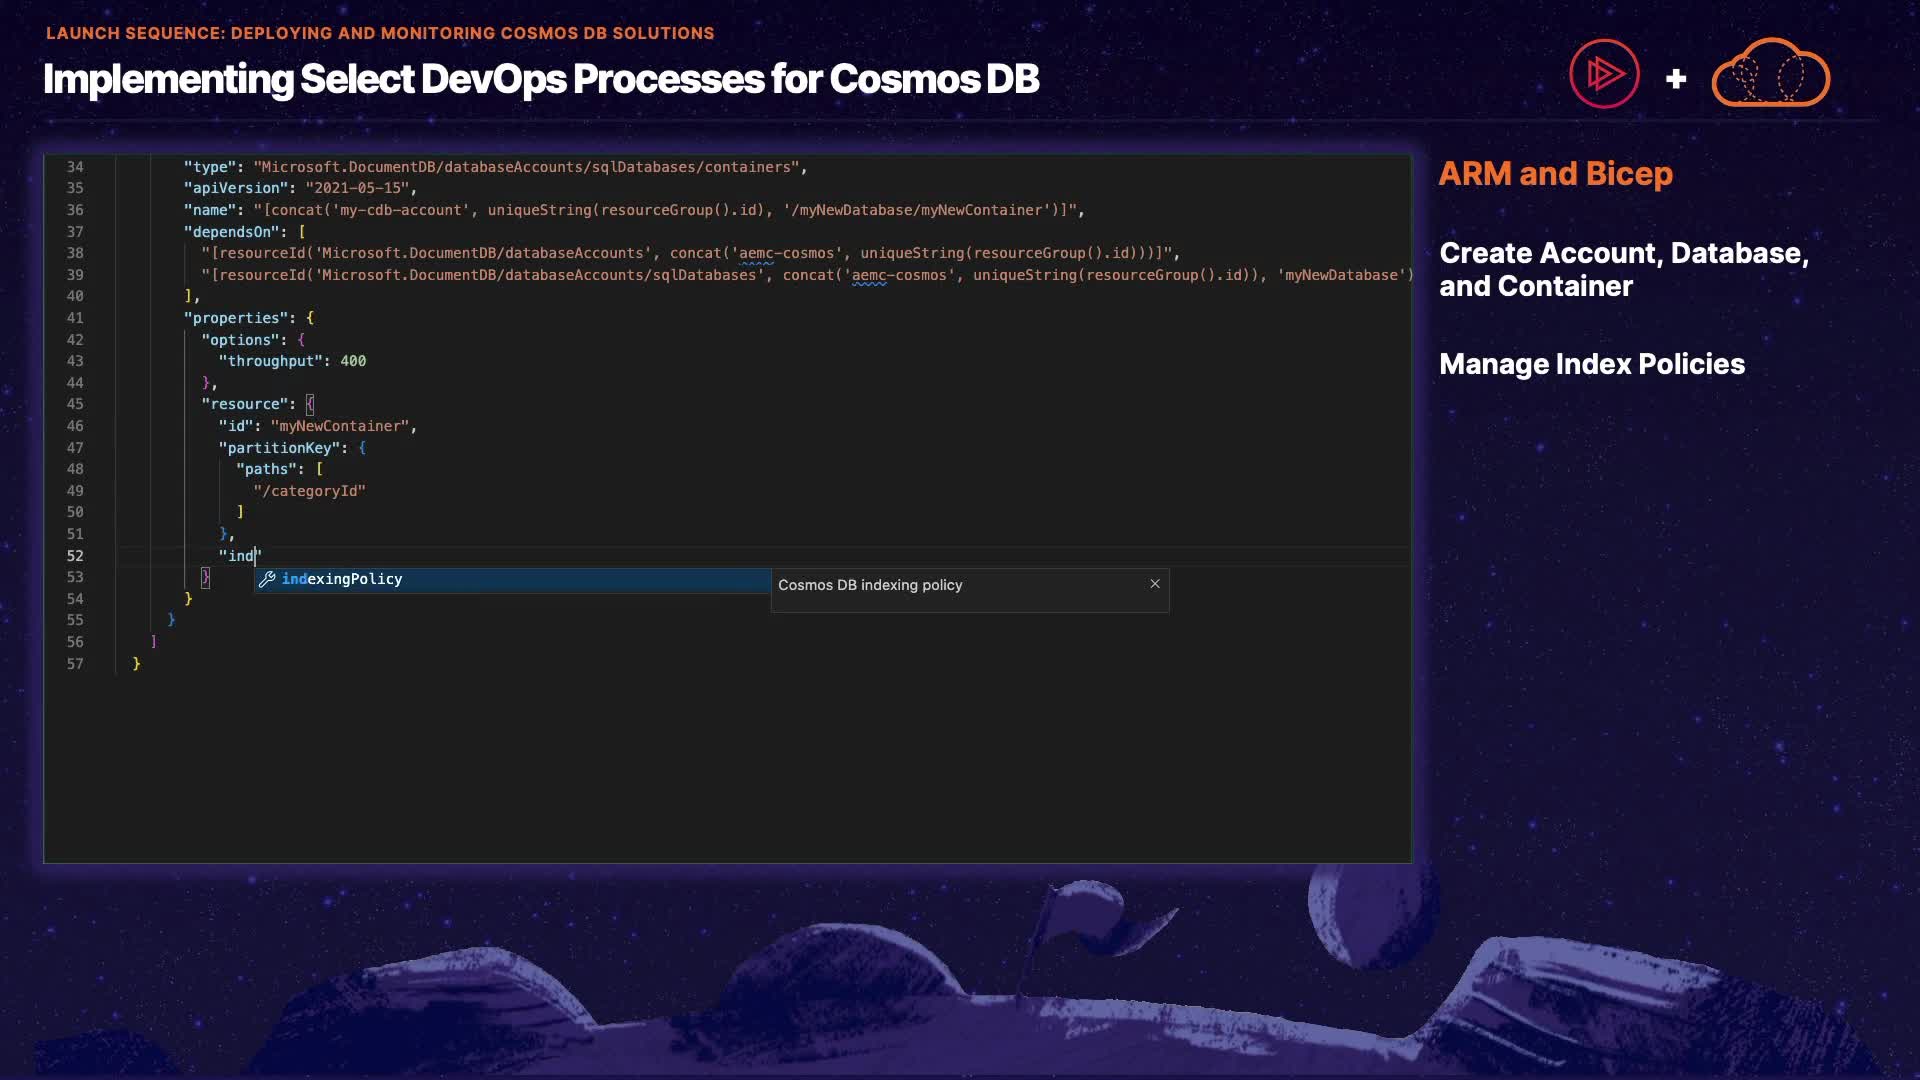 LAUNCH SEQUENCE: DEPLOYING AND MONITORING COSMOS DB SOLUTIONS
Implementing Select DevOps Processes for Cosmos DB
+
34 "type": "Microsoft.DocumentDB/databaseAccounts/sqlDatabases/containers",
35 "apiVersion": "2021-05-15",
36 "name": "[concat('my-cdb-account', uniqueString(resourceGroup().id), '/myNewDatabase/myNewContainer')]",
37 "dependsOn": [
38 "[resourceId('Microsoft.DocumentDB/databaseAccounts', concat('aemc-cosmos', uniqueString(resourceGroup().id)))]",
39 "[resourceId('Microsoft.DocumentDB/databaseAccounts/sqlDatabases', concat('aemc-cosmos', uniqueString(resourceGroup().id)), 'myNewDatabase')
40 ],
41 "properties": {
42 "options": {
43 "throughput": 400
44 },
45 "resource": {
46 "id": "myNewContainer",
47 "partitionKey": {
48 "paths": [
49 "/categoryId"
50 ]
51 },
52 "ind"
53 }
indexingPolicy
Cosmos DB indexing policy
54 }
55 }
56 ]
57 }
ARM and Bicep
Create Account, Database,
and Container
Manage Index Policies